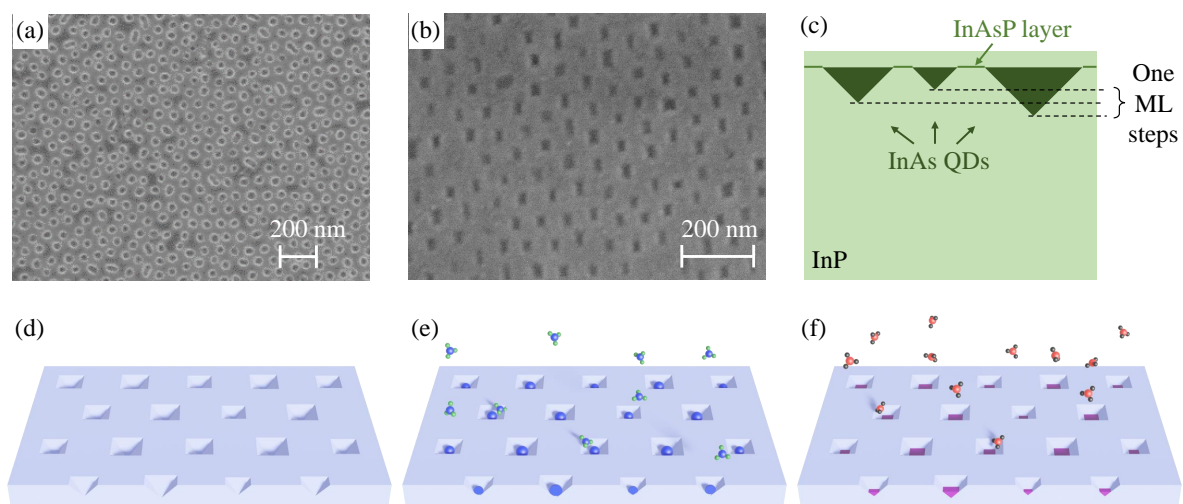 (a)
200 nm
(b)
200 nm
(c)
InAsP layer
One
ML
steps
InAs QDs
InP
(d)
(e)
(f)